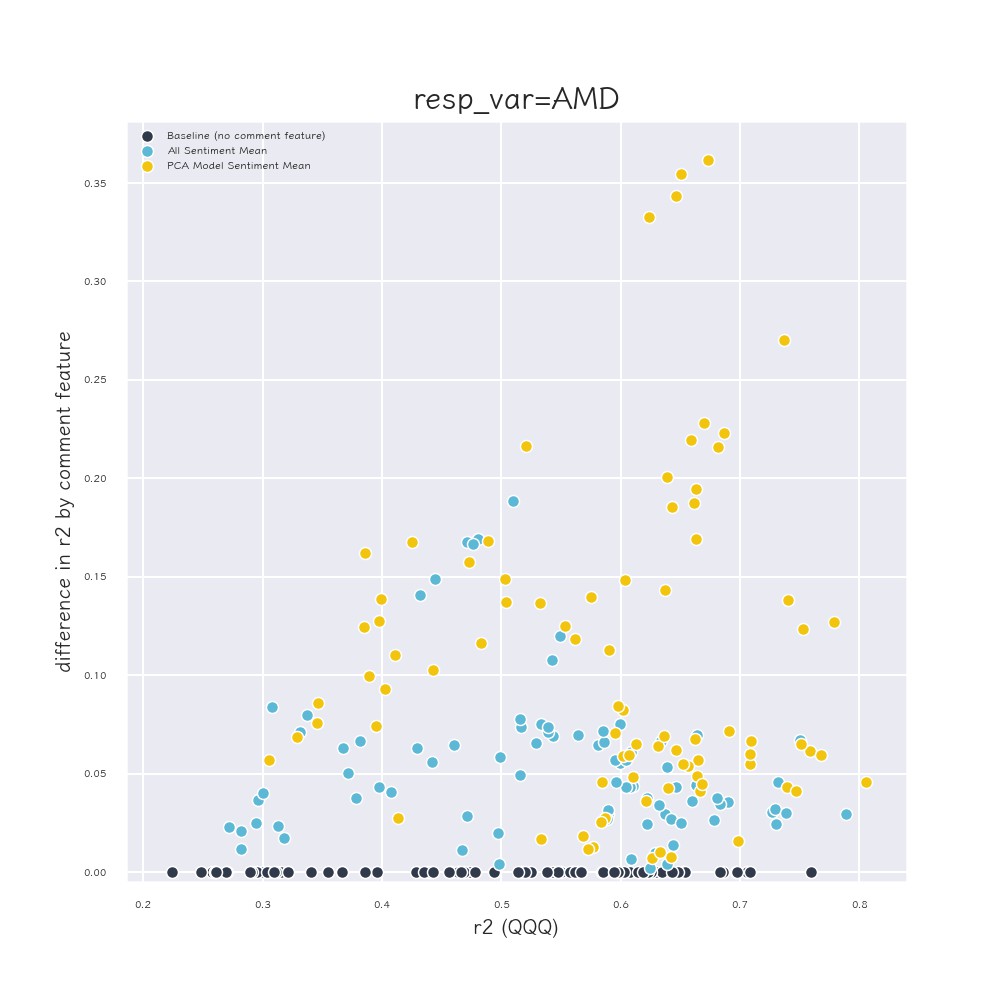 resp_var=AMD
Baseline (no comment feature)
All Sentiment Mean
PCA Model Sentiment Mean
difference in r2 by comment feature
0.35
0.30
0.25
0.20
0.15
0.10
0.05
0.00
0.2 0.3 0.4 0.5 0.6 0.7 0.8
r2 (QQQ)